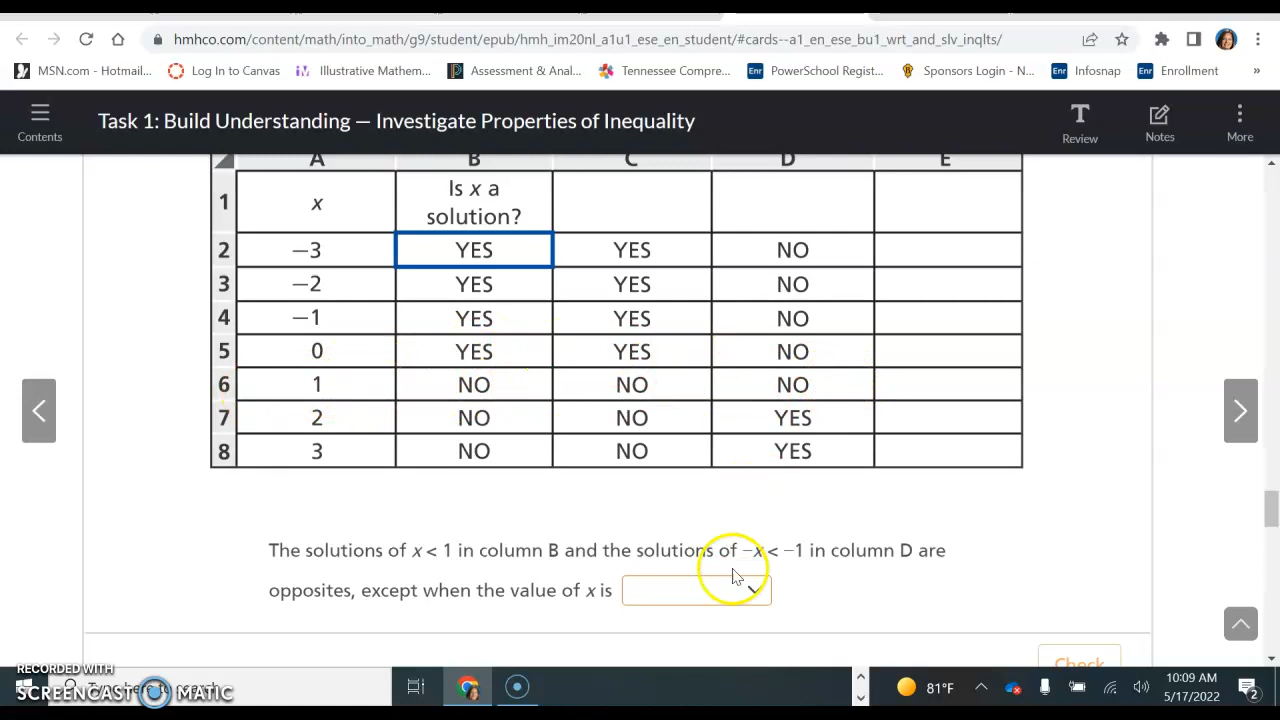 hmhco.com/content/math/into_math/g9/student/epub/hmh_im20nl_a1u1_ese_en_student/#cards--a1_en_ese_bu1_wrt_and_slv_inqlts/
MSN.com - Hotmail... Log In to Canvas Illustrative Mathem... Assessment & Anal... Tennessee Compre... Enr PowerSchool Regist... Sponsors Login - N... Enr Infosnap Enr Enrollment »
Contents Task 1: Build Understanding — Investigate Properties of Inequality T Review Notes More
A B C D E
1 x Is x a solution?
2 −3 YES YES NO
3 −2 YES YES NO
4 −1 YES YES NO
5 0 YES YES NO
6 1 NO NO NO
7 2 NO NO YES
8 3 NO NO YES
The solutions of x < 1 in column B and the solutions of −x < −1 in column D are
opposites, except when the value of x is
Check
RECORDED WITH
SCREENCAST MATIC
81°F
10:09 AM
5/17/2022
2